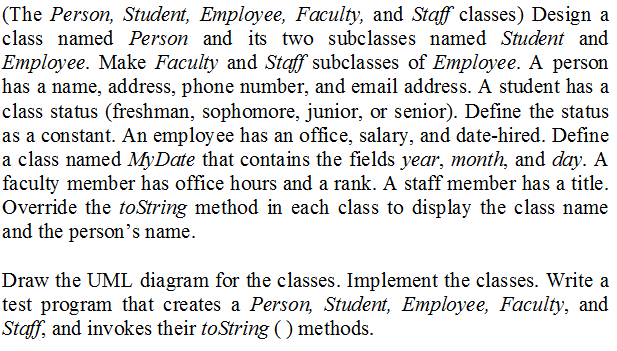 (The Person, Student, Employee, Faculty, and Staff classes) Design a
class named Person and its two subclasses named Student and
Employee. Make Faculty and Staff subclasses of Employee. A person
has a name, address, phone number, and email address. A student has a
class status (freshman, sophomore, junior, or senior). Define the status
as a constant. An employee has an office, salary, and date-hired. Define
a class named MyDate that contains the fields year, month, and day. A
faculty member has office hours and a rank. A staff member has a title.
Override the toString method in each class to display the class name
and the person's name.

Draw the UML diagram for the classes. Implement the classes. Write a
test program that creates a Person, Student, Employee, Faculty, and
Staff, and invokes their toString ( ) methods.